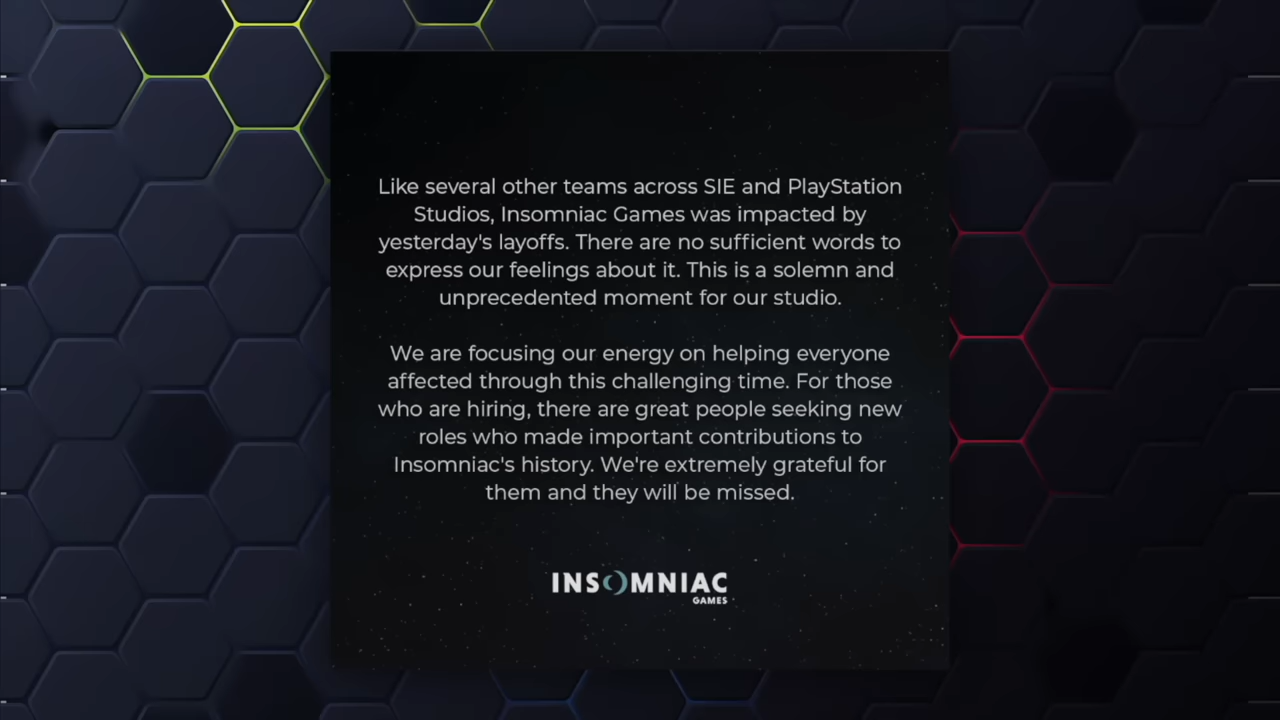 Like several other teams across SIE and PlayStation
Studios, Insomniac Games was impacted by
yesterday's layoffs. There are no sufficient words to
express our feelings about it. This is a solemn and
unprecedented moment for our studio.
We are focusing our energy on helping everyone
affected through this challenging time. For those
who are hiring, there are great people seeking new
roles who made important contributions to
Insomniac's history. We're extremely grateful for
them and they will be missed.
INSOMNIAC
GAMES